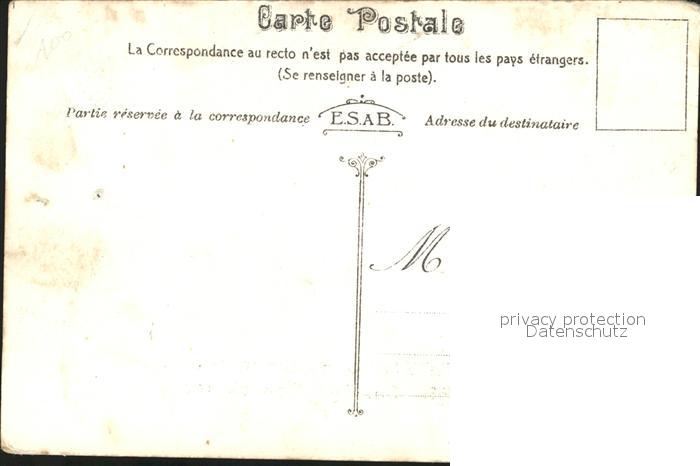 Carte Postale
La Correspondance au recto n'est pas acceptée par tous les pays étrangers.
(Se renseigner à la poste).
Partie réservée à la correspondance
E.S.A.B.
Adresse du destinataire
M
privacy protection
Datenschutz
100